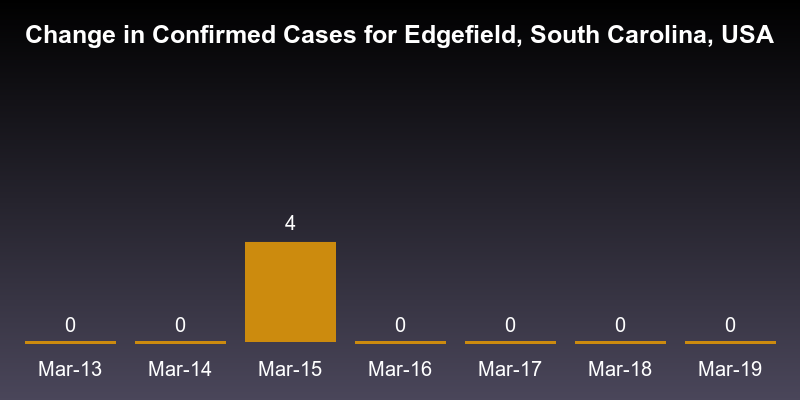 Change in Confirmed Cases for Edgefield, South Carolina, USA
4
0 0 0 0 0 0
Mar-13 Mar-14 Mar-15 Mar-16 Mar-17 Mar-18 Mar-19